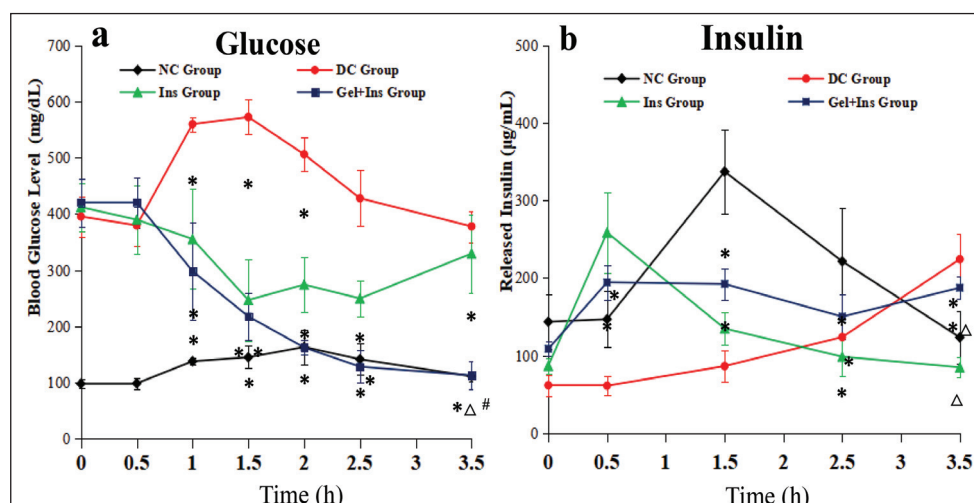 a Glucose
700
NC Group DC Group
Ins Group Gel+Ins Group
600
500
400
300
200
100
0
Blood Glucose Level (mg/dL)
* * *
* * * * *
* * * * * * *
* △ #
0 0.5 1 1.5 2 2.5 3.5
Time (h)
b Insulin
500
NC Group DC Group
Ins Group Gel+Ins Group
400
300
200
100
0
Released Insulin (µg/mL)
*
* * * * * *
* △
* * △
0 0.5 1 1.5 2 2.5 3 3.5
Time (h)